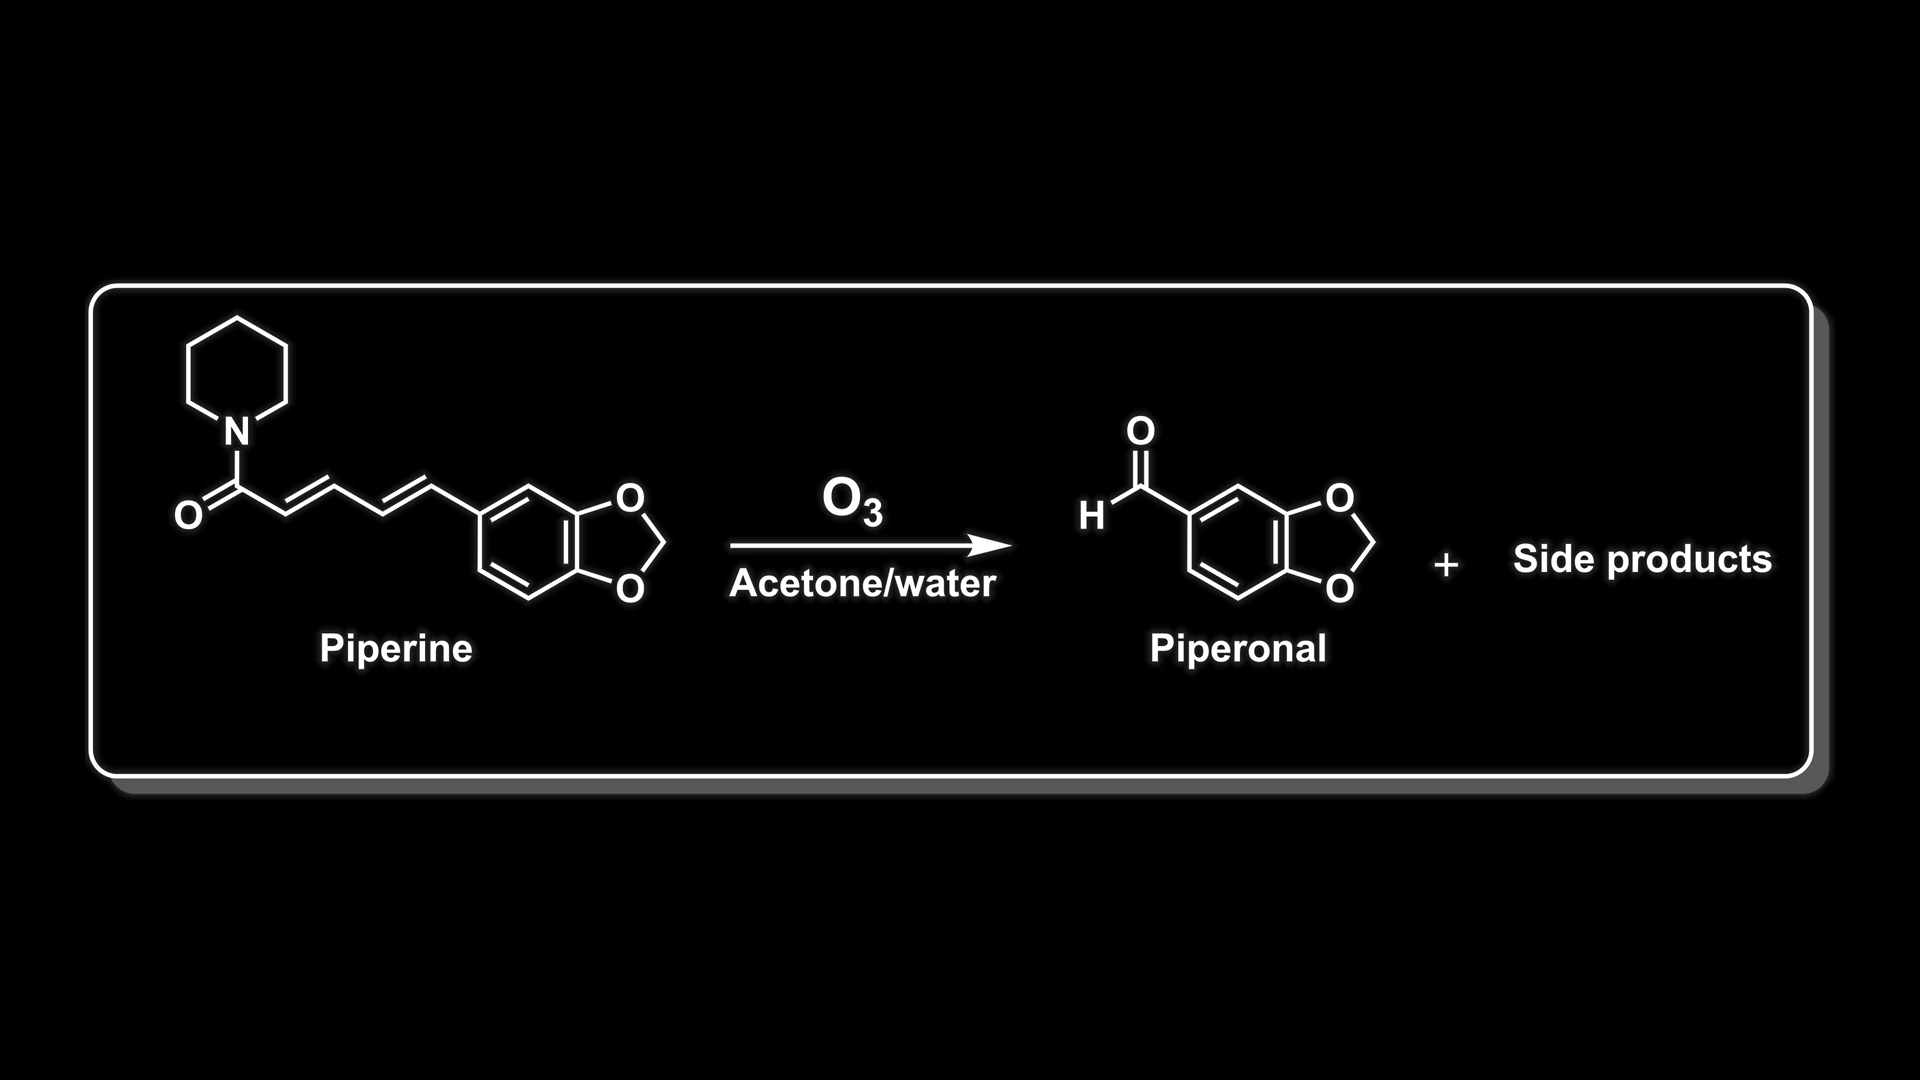 N
O
O
O
Piperine
O₃
Acetone/water
O
H
O
O
Piperonal
+
Side products